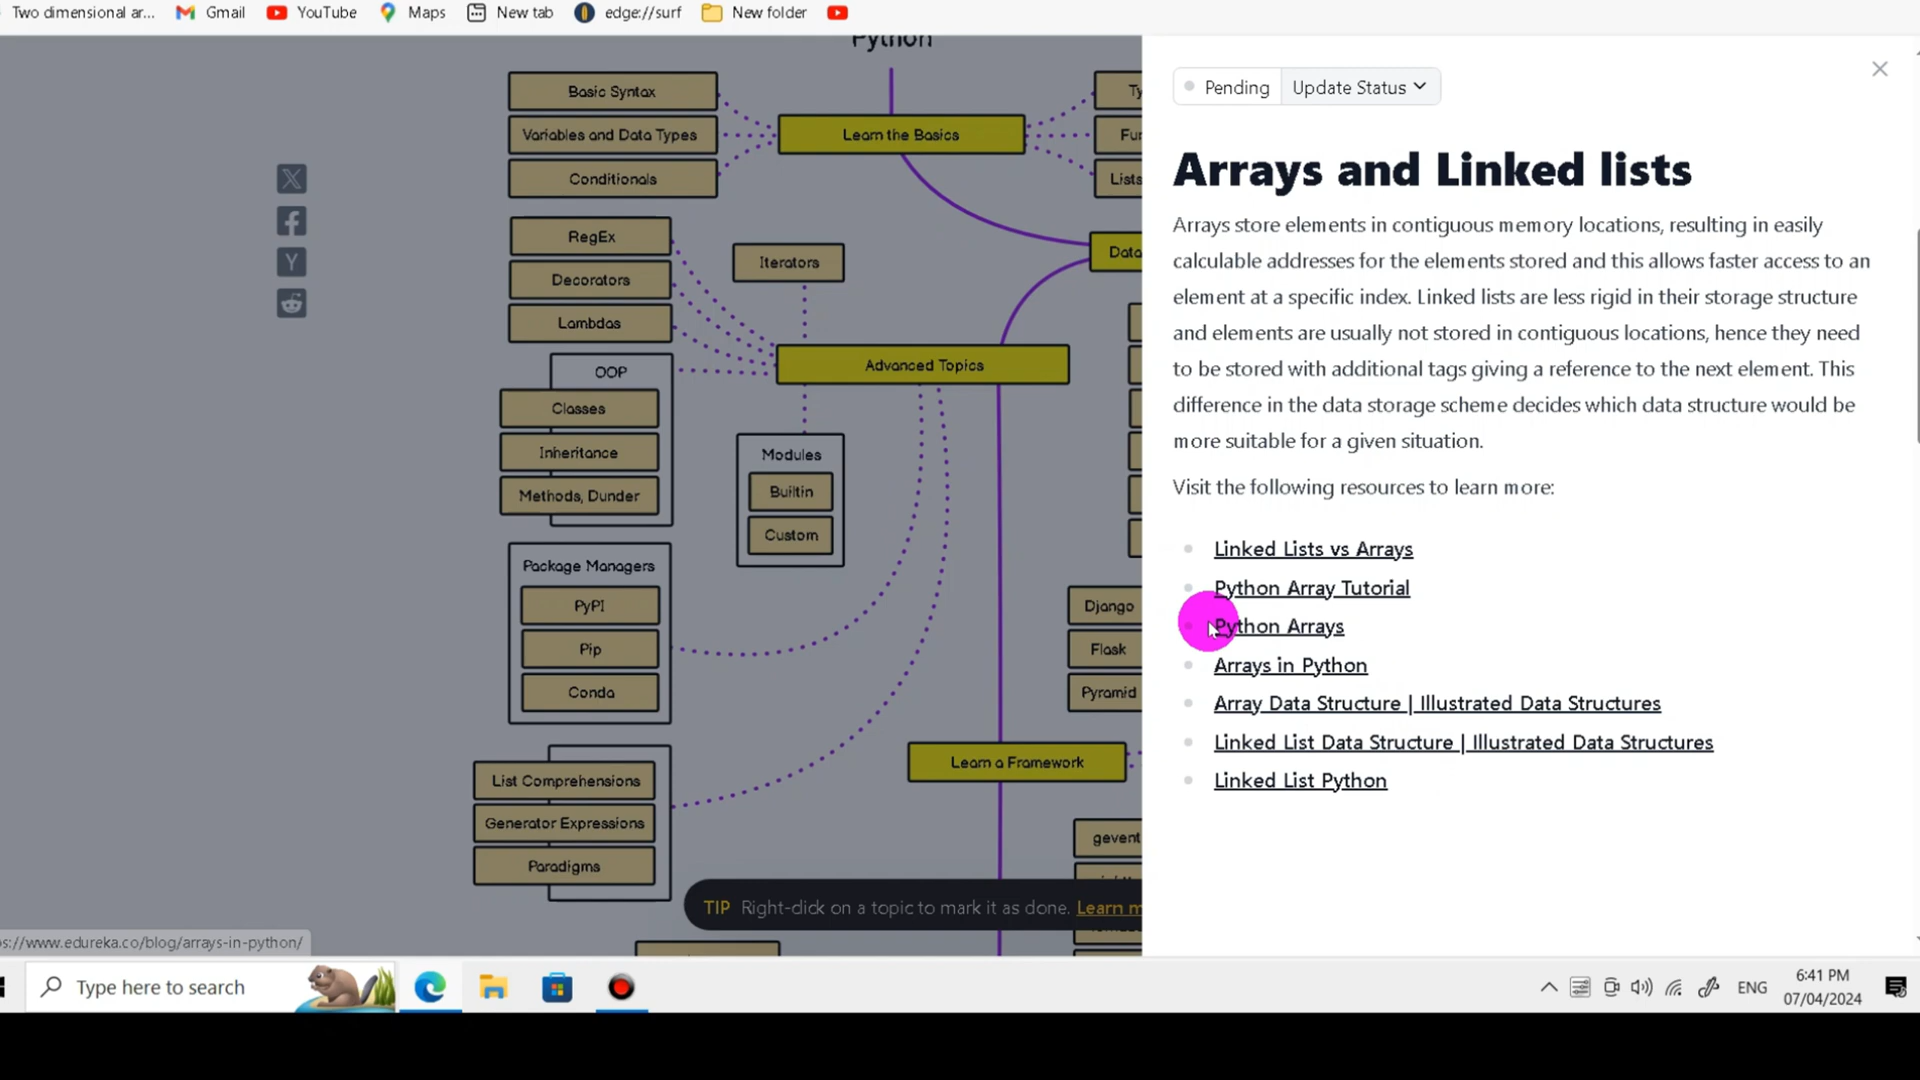 Two dimensional ar...
Gmail
YouTube
Maps
New tab
edge://surf
New folder
Python
Basic Syntax
Variables and Data Types
Conditionals
Learn the Basics
Lists
RegEx
Decorators
Lambdas
Iterators
Data
OOP
Classes
Inheritance
Methods, Dunder
Advanced Topics
Modules
Builtin
Custom
Package Managers
PyPI
Pip
Conda
Django
Flask
Pyramid
Learn a Framework
List Comprehensions
Generator Expressions
Paradigms
gevent
TIP Right-click on a topic to mark it as done. Learn m
Pending
Update Status
Arrays and Linked lists
Arrays store elements in contiguous memory locations, resulting in easily
calculable addresses for the elements stored and this allows faster access to an
element at a specific index. Linked lists are less rigid in their storage structure
and elements are usually not stored in contiguous locations, hence they need
to be stored with additional tags giving a reference to the next element. This
difference in the data storage scheme decides which data structure would be
more suitable for a given situation.
Visit the following resources to learn more:
Linked Lists vs Arrays
Python Array Tutorial
Python Arrays
Arrays in Python
Array Data Structure | Illustrated Data Structures
Linked List Data Structure | Illustrated Data Structures
Linked List Python
s://www.edureka.co/blog/arrays-in-python/
Type here to search
ENG
6:41 PM
07/04/2024